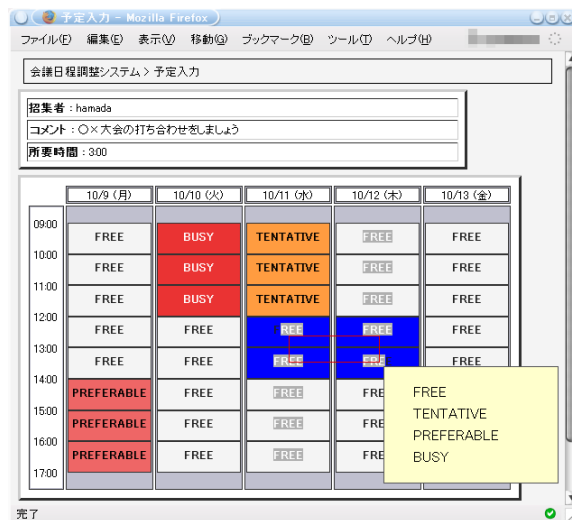 予定入力 - Mozilla Firefox
ファイル(F) 編集(E) 表示(V) 移動(G) ブックマーク(B) ツール(T) ヘルプ(H)
会議日程調整システム > 予定入力
招集者 : hamada
コメント : 〇×大会の打ち合わせをしましょう
所要時間 : 3:00
10/9 (月) 10/10 (火) 10/11 (水) 10/12 (木) 10/13 (金)
09:00
FREE BUSY TENTATIVE FREE FREE
10:00
FREE BUSY TENTATIVE FREE FREE
11:00
FREE BUSY TENTATIVE FREE FREE
12:00
FREE FREE FREE FREE FREE
13:00
FREE FREE FREE FREE FREE
14:00
PREFERABLE FREE FREE FRE
15:00
PREFERABLE FREE FREE FRE
16:00
PREFERABLE FREE FREE FRE
17:00
FREE
TENTATIVE
PREFERABLE
BUSY
完了